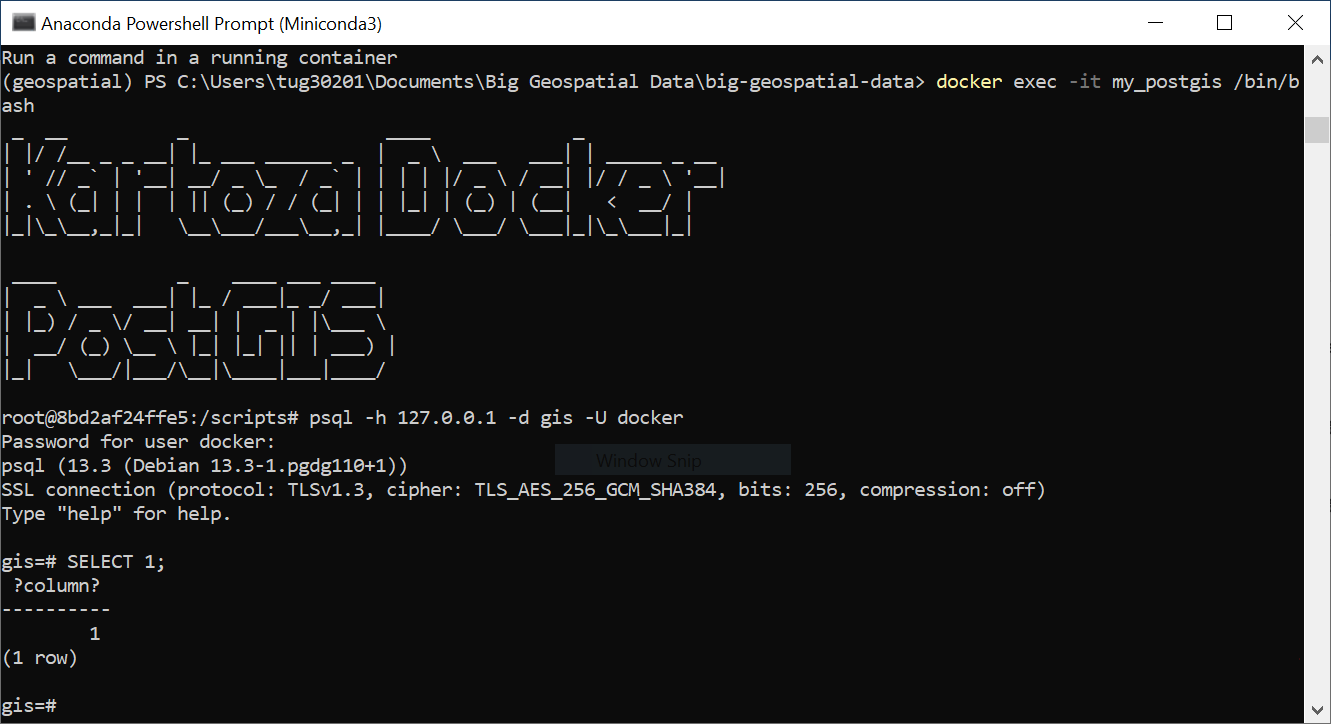 Anaconda Powershell Prompt (Miniconda3)
Run a command in a running container
(geospatial) PS C:\Users\tug30201\Documents\Big Geospatial Data\big-geospatial-data> docker exec -it my_postgis /bin/b
ash
Kartoza Docker
PostGIS
root@8bd2af24ffe5:/scripts# psql -h 127.0.0.1 -d gis -U docker
Password for user docker:
psql (13.3 (Debian 13.3-1.pgdg110+1))
Window Snip
SSL connection (protocol: TLSv1.3, cipher: TLS_AES_256_GCM_SHA384, bits: 256, compression: off)
Type "help" for help.
gis=# SELECT 1;
?column?
----------
1
(1 row)
gis=#